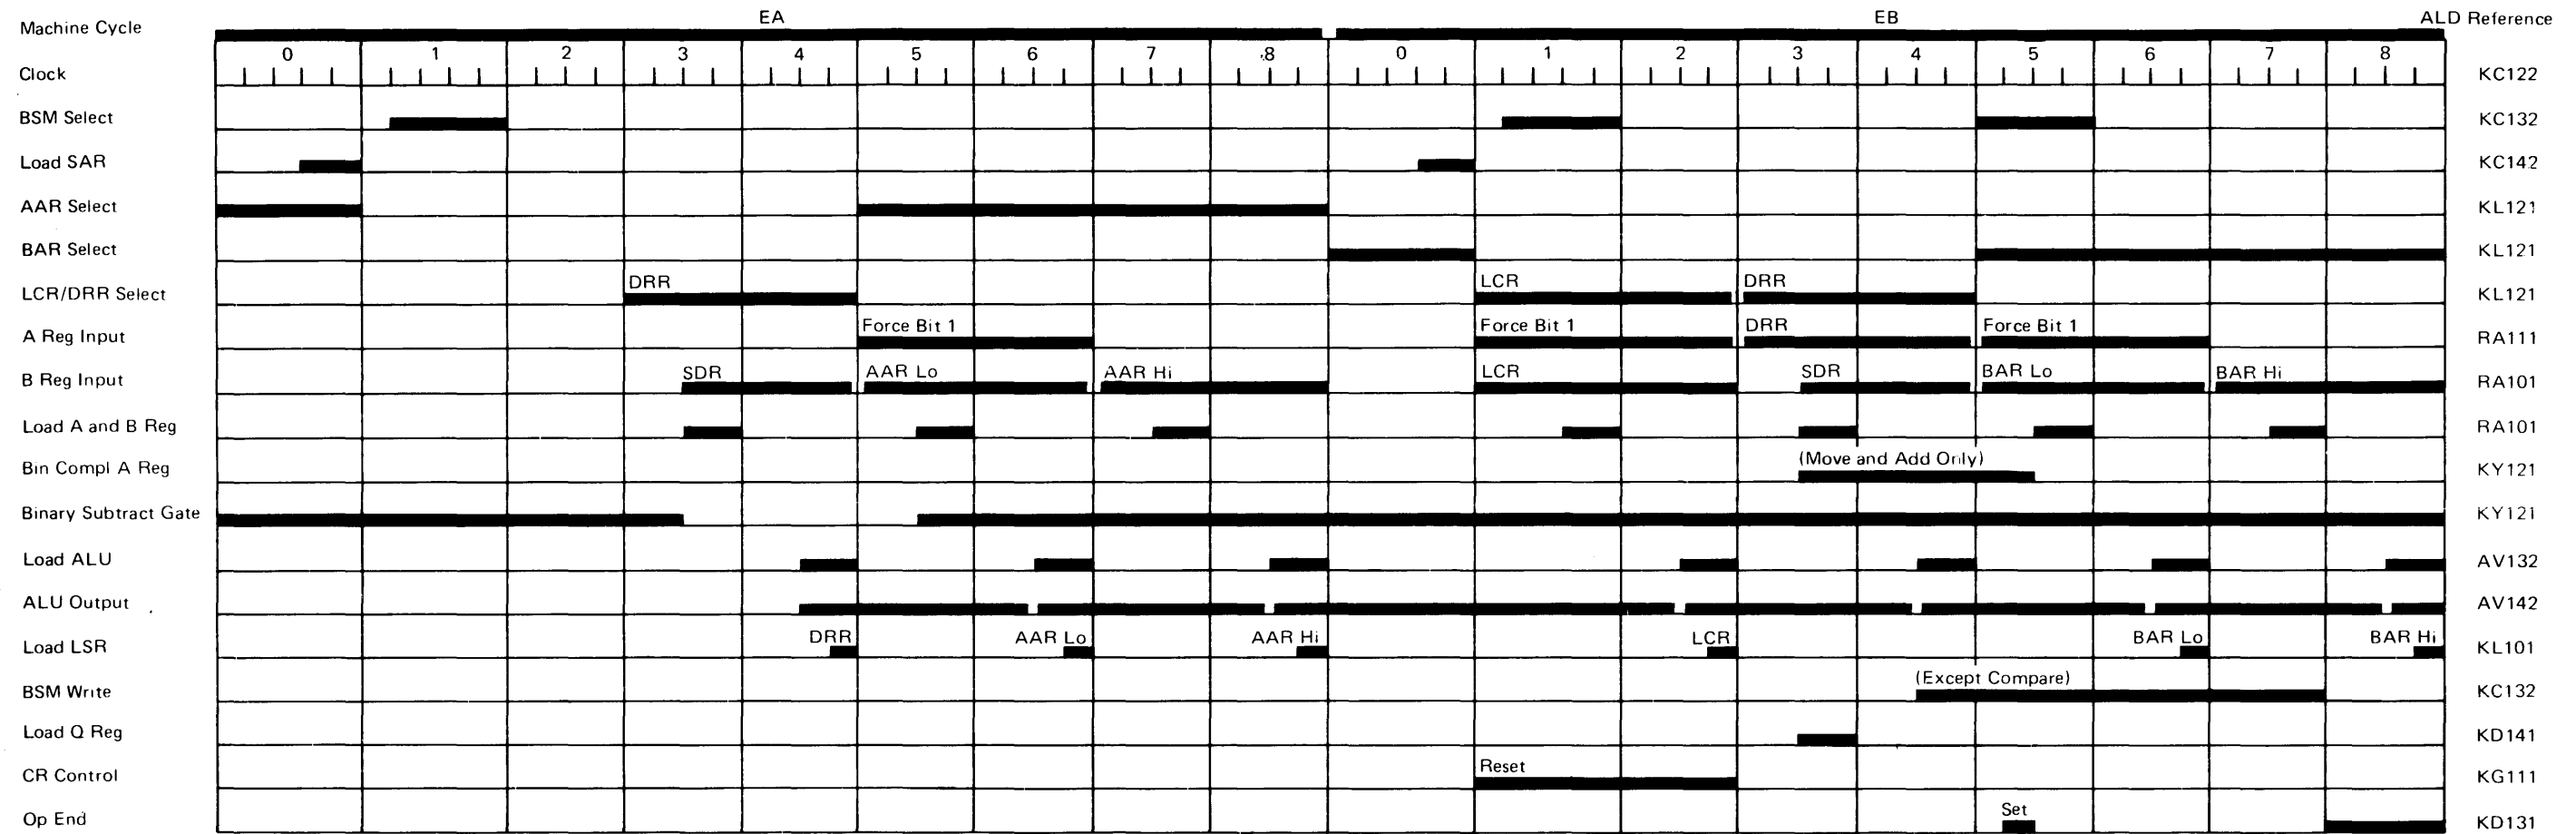 EA EB
Machine Cycle ALD Reference
0 1 2 3 4 5 6 7 8 0 1 2 3 4 5 6 7 8
Clock KC122
BSM Select KC132
Load SAR KC142
AAR Select KL121
BAR Select KL121
DRR LCR DRR
LCR/DRR Select KL121
Force Bit 1 Force Bit 1 DRR Force Bit 1
A Reg Input RA111
SDR AAR Lo AAR Hi LCR SDR BAR Lo BAR Hi
B Reg Input RA101
Load A and B Reg RA101
(Move and Add Only)
Bin Compl A Reg KY121
Binary Subtract Gate KY121
Load ALU AV132
ALU Output AV142
DRR AAR Lo AAR Hi LCR BAR Lo BAR Hi
Load LSR KL101
(Except Compare)
BSM Write KC132
Load Q Reg KD141
Reset
CR Control KG111
Set
Op End KD131